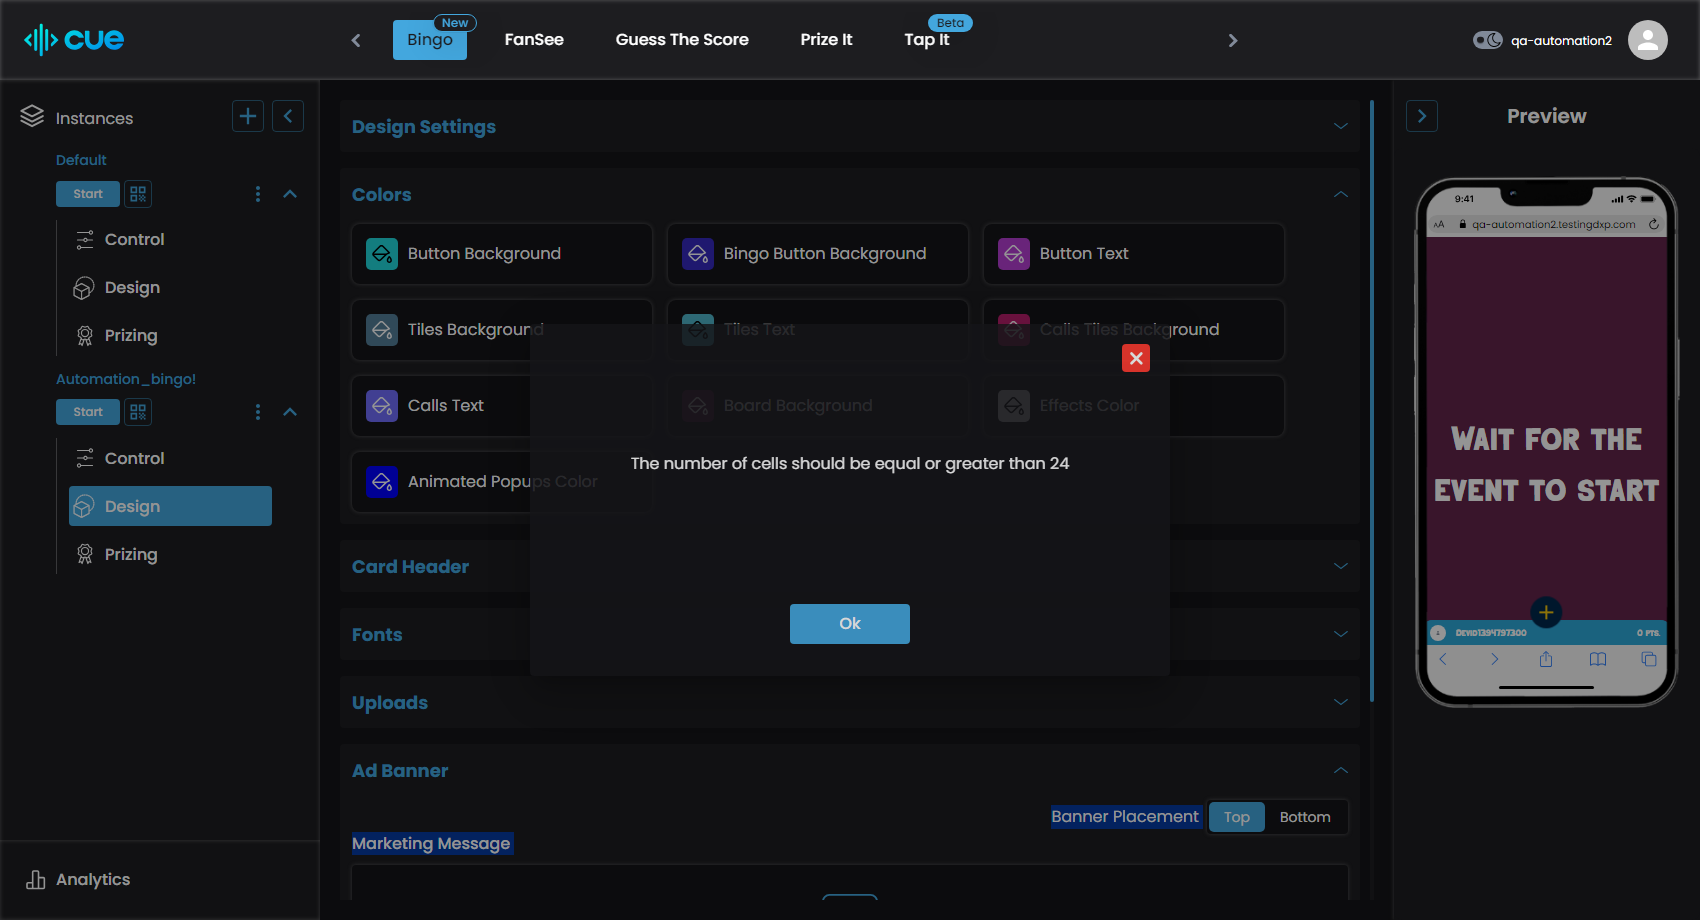 cue
Bingo
New
FanSee
Guess The Score
Prize It
Tap It
Beta
qa-automation2
Instances
Default
Start
Control
Design
Prizing
Automation_bingo!
Start
Control
Design
Prizing
Analytics
Design Settings
Colors
Button Background
Bingo Button Background
Button Text
Tiles Background
Tiles Text
Calls Tiles Background
Calls Text
Board Background
Effects Color
Animated Popups Color
The number of cells should be equal or greater than 24
Ok
Card Header
Fonts
Uploads
Ad Banner
Banner Placement
Top
Bottom
Marketing Message
Preview
9:41
AA
qa-automation2.testingdxp.com
WAIT FOR THE
EVENT TO START
0 PTS.